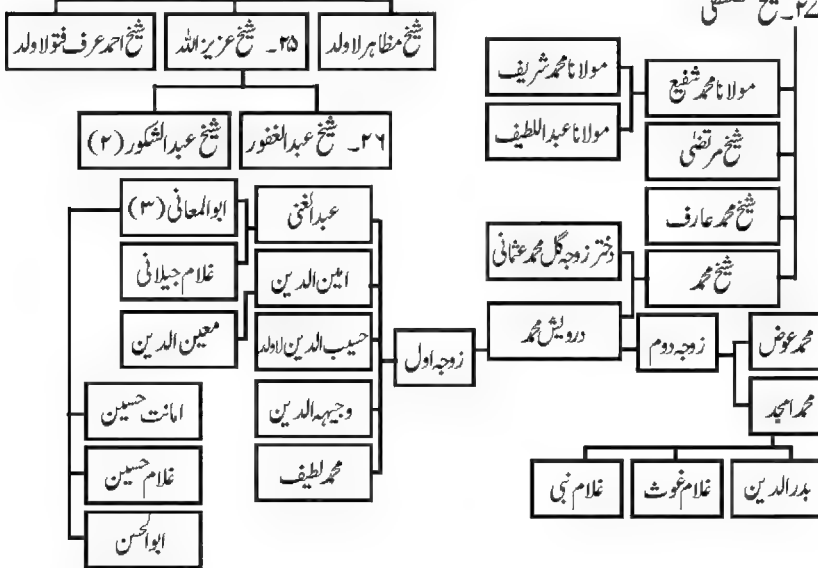 ۲۷۔ شیخ
شیخ مظاہر لاولد
۲۵۔ شیخ عزیز اللہ
شیخ احمد عرف فتو لاولد
مولانا محمد شریف
مولانا محمد شفیع
۲۶۔ شیخ عبدالغفور
شیخ عبدالشکور (۲)
مولانا عبداللطیف
شیخ مرتضیٰ
شیخ محمد عارف
عبدالغنی
ابوالمعانی (۳)
دختر زوجہ گل محمد عثمانی
شیخ محمد
امین الدین
غلام جیلانی
درویش محمد
زوجہ دوم
محمد عوض
حسیب الدین لاولد
معین الدین
زوجہ اول
محمد امجد
وجیہہ الدین
امانت حسین
محمد لطیف
غلام حسین
بدرالدین
غلام غوث
غلام نبی
ابوالحسن